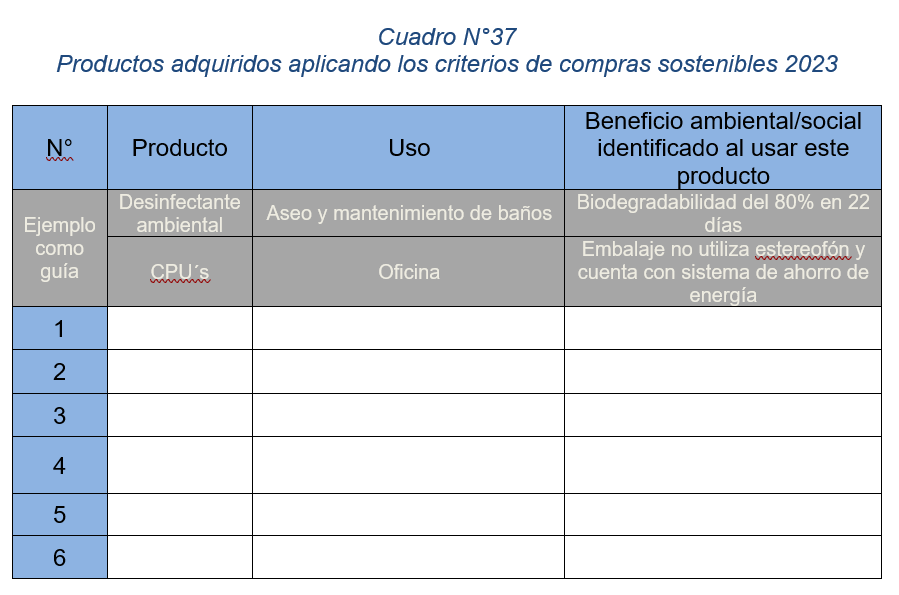 Cuadro N°37
Productos adquiridos aplicando los criterios de compras sostenibles 2023
N°
Producto
Uso
Beneficio ambiental/social
identificado al usar este
producto
Ejemplo
como
guía
Desinfectante
ambiental
Aseo y mantenimiento de baños
Biodegradabilidad del 80% en 22
días
CPU´s
Oficina
Embalaje no utiliza estereofón y
cuenta con sistema de ahorro de
energía
1
2
3
4
5
6